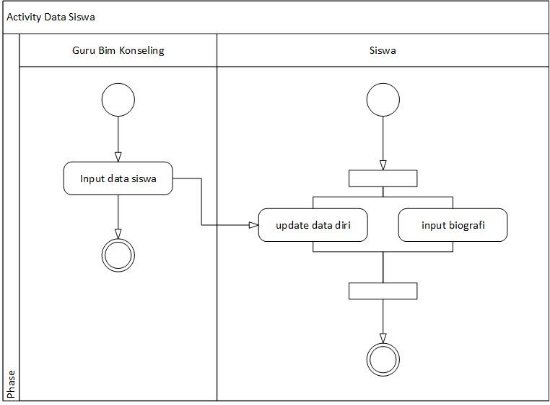 Activity Data Siswa
Guru Bim Konseling
Siswa
Input data siswa
update data diri
input biografi
Phase